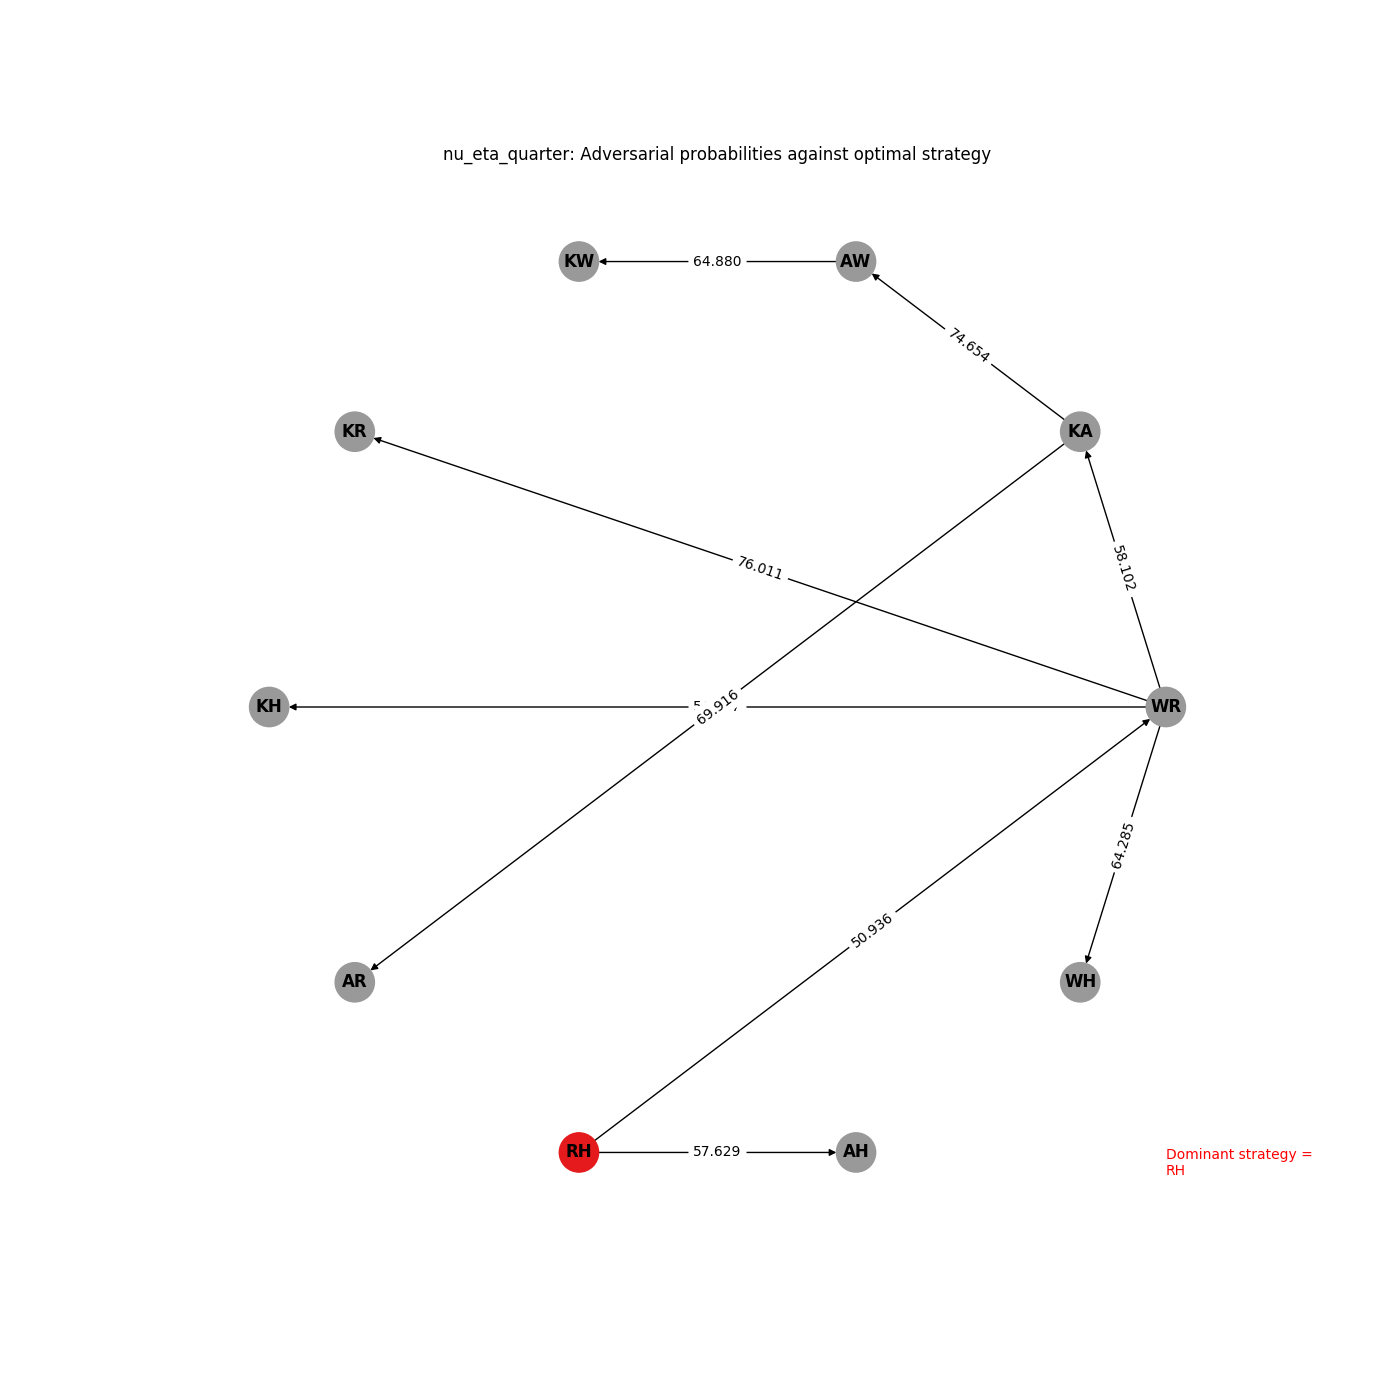 nu_eta_quarter: Adversarial probabilities against optimal strategy
KW
64.880
AW
74.654
KR
KA
76.011
58.102
KH
69.916
WR
64.285
50.936
AR
WH
RH
57.629
AH
Dominant strategy =
RH